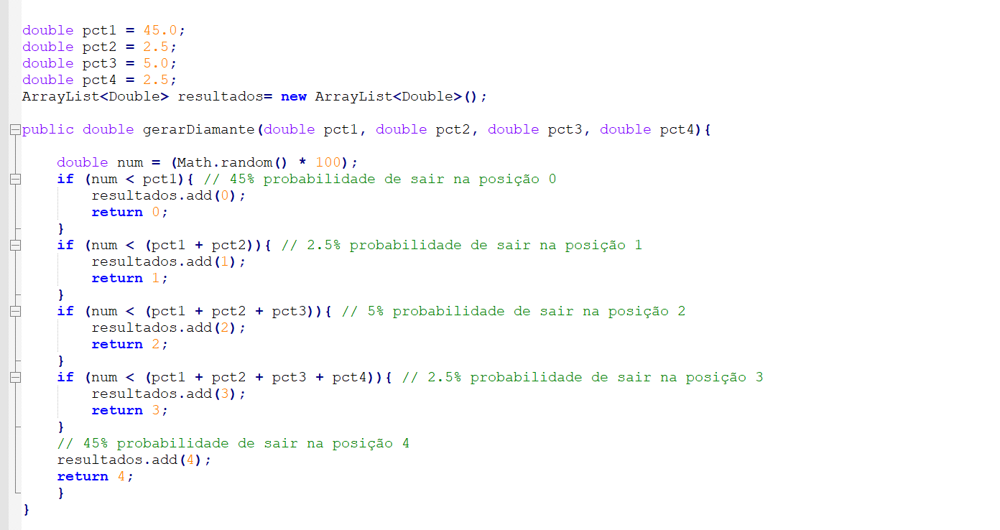 double pct1 = 45.0;
double pct2 = 2.5;
double pct3 = 5.0;
double pct4 = 2.5;
ArrayList<Double> resultados= new ArrayList<Double>();
public double gerarDiamante(double pct1, double pct2, double pct3, double pct4){
double num = (Math.random() * 100);
if (num < pct1){ // 45% probabilidade de sair na posição 0
resultados.add(0);
return 0;
}
if (num < (pct1 + pct2)){ // 2.5% probabilidade de sair na posição 1
resultados.add(1);
return 1;
}
if (num < (pct1 + pct2 + pct3)){ // 5% probabilidade de sair na posição 2
resultados.add(2);
return 2;
}
if (num < (pct1 + pct2 + pct3 + pct4)){ // 2.5% probabilidade de sair na posição 3
resultados.add(3);
return 3;
}
// 45% probabilidade de sair na posição 4
resultados.add(4);
return 4;
}
}